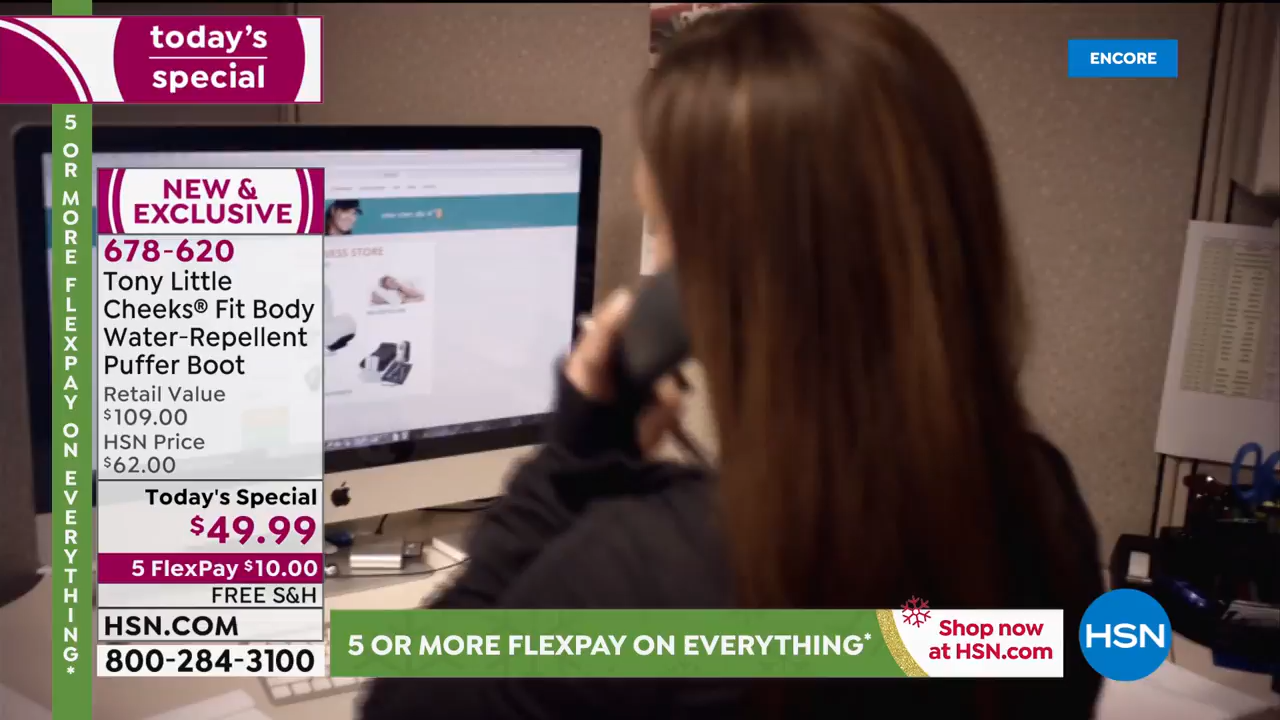 today's
special
ENCORE
5 OR MORE FLEXPAY ON EVERYTHING*
NEW &
EXCLUSIVE
678-620
Tony Little
Cheeks® Fit Body
Water-Repellent
Puffer Boot
Retail Value
$109.00
HSN Price
$62.00
Today's Special
$49.99
5 FlexPay $10.00
FREE S&H
HSN.COM
800-284-3100
5 OR MORE FLEXPAY ON EVERYTHING*
Shop now
at HSN.com
HSN
STORE